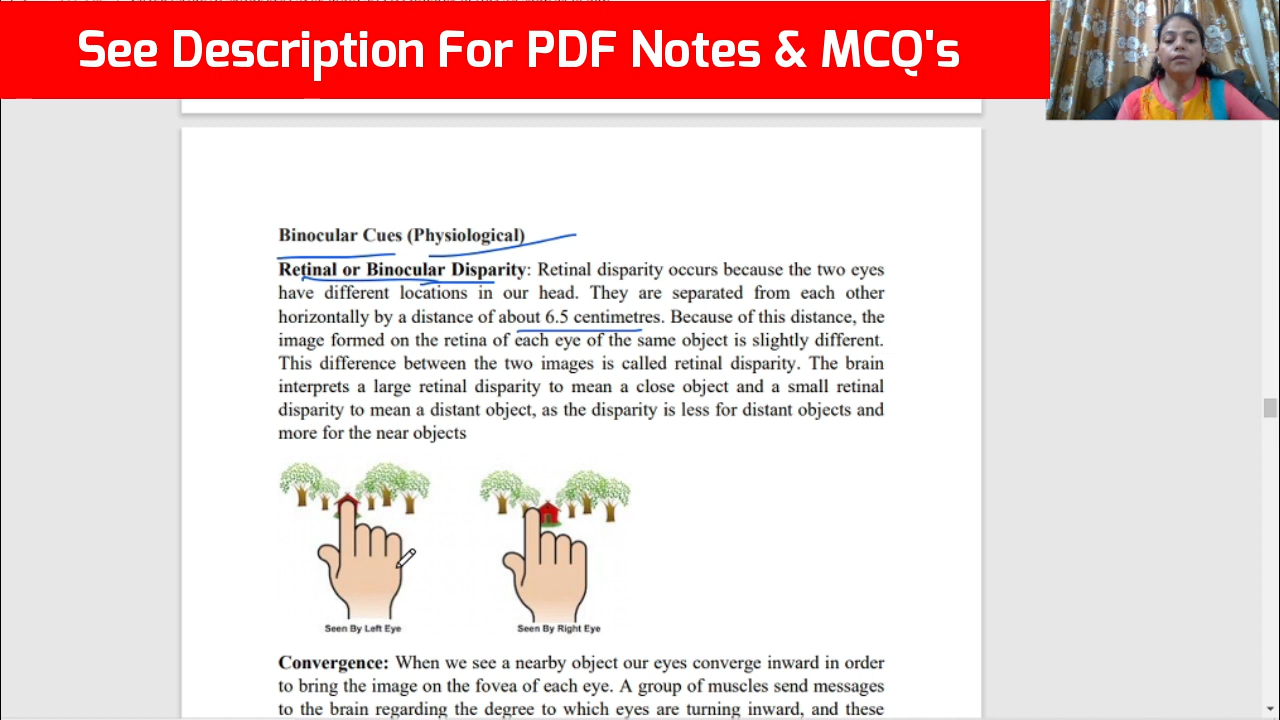 See Description For PDF Notes & MCQ's
Binocular Cues (Physiological)
Retinal or Binocular Disparity: Retinal disparity occurs because the two eyes
have different locations in our head. They are separated from each other
horizontally by a distance of about 6.5 centimetres. Because of this distance, the
image formed on the retina of each eye of the same object is slightly different.
This difference between the two images is called retinal disparity. The brain
interprets a large retinal disparity to mean a close object and a small retinal
disparity to mean a distant object, as the disparity is less for distant objects and
more for the near objects
Seen By Left Eye
Seen By Right Eye
Convergence: When we see a nearby object our eyes converge inward in order
to bring the image on the fovea of each eye. A group of muscles send messages
to the brain regarding the degree to which eyes are turning inward, and these